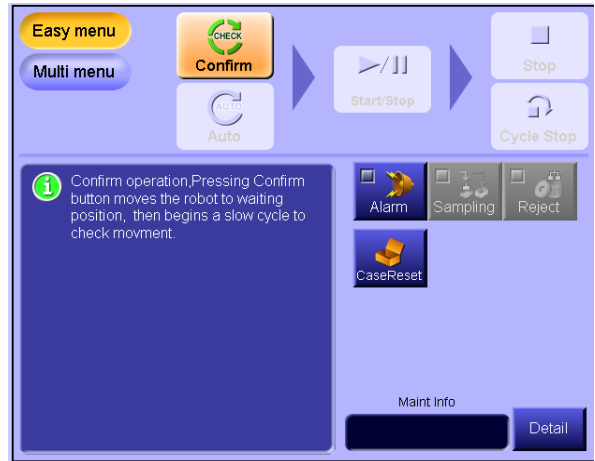 Easy menu
Multi menu
CHECK
Confirm
AUTO
Auto
Start/Stop
Stop
Cycle Stop
Confirm operation,Pressing Confirm
button moves the robot to waiting
position, then begins a slow cycle to
check movment.
Alarm
Sampling
Reject
CaseReset
Maint Info
Detail